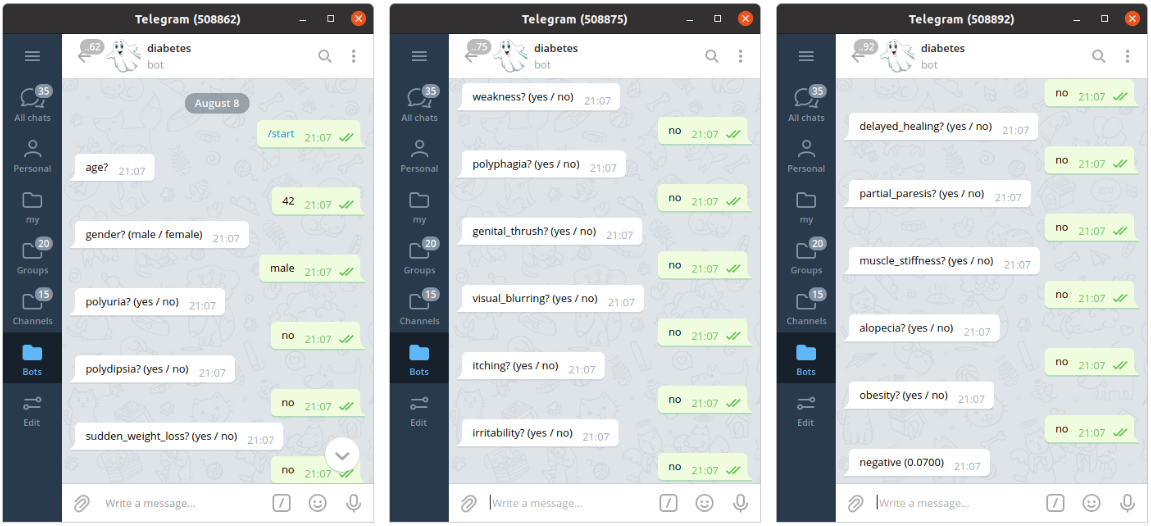 Telegram (508862)
..62
diabetes
bot
35
All chats
Personal
my
20
Groups
15
Channels
Bots
Edit
August 8
/start 21:07
age? 21:07
42 21:07
gender? (male / female) 21:07
male 21:07
polyuria? (yes / no) 21:07
no 21:07
polydipsia? (yes / no) 21:07
no 21:07
sudden_weight_loss? (yes / no) 21:07
no 21:07
Write a message...
Telegram (508875)
..75
diabetes
bot
35
All chats
Personal
my
20
Groups
15
Channels
Bots
Edit
weakness? (yes / no) 21:07
no 21:07
polyphagia? (yes / no) 21:07
no 21:07
genital_thrush? (yes / no) 21:07
no 21:07
visual_blurring? (yes / no) 21:07
no 21:07
itching? (yes / no) 21:07
no 21:07
irritability? (yes / no) 21:07
no 21:07
Write a message...
Telegram (508892)
..92
diabetes
bot
35
All chats
Personal
my
20
Groups
15
Channels
Bots
Edit
no 21:07
delayed_healing? (yes / no) 21:07
no 21:07
partial_paresis? (yes / no) 21:07
no 21:07
muscle_stiffness? (yes / no) 21:07
no 21:07
alopecia? (yes / no) 21:07
no 21:07
obesity? (yes / no) 21:07
no 21:07
negative (0.0700) 21:07
Write a message...